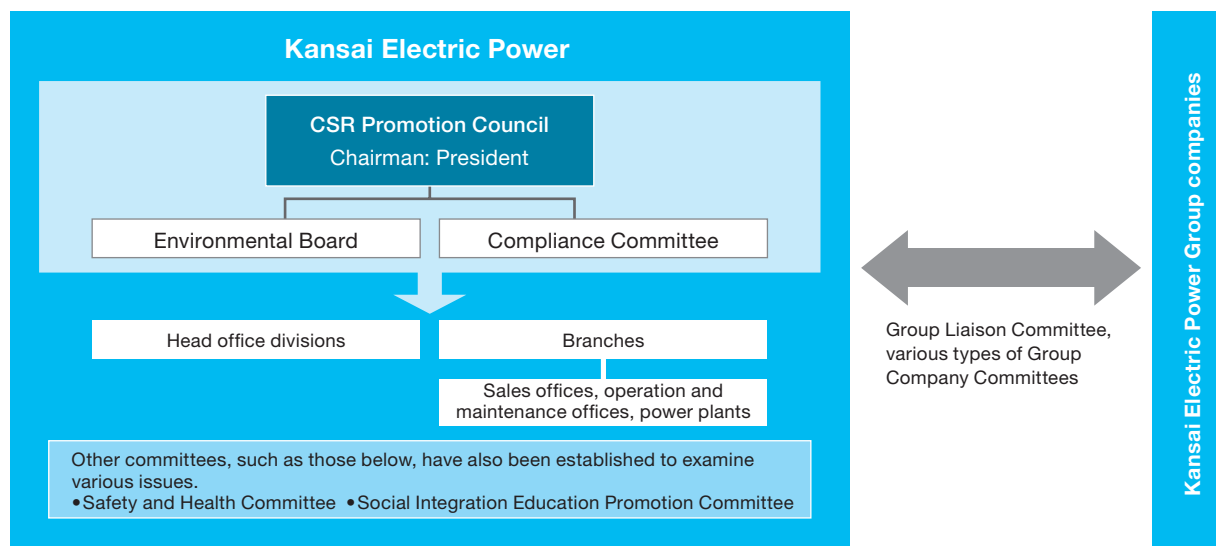 Kansai Electric Power
CSR Promotion Council
Chairman: President
Environmental Board
Compliance Committee
Head office divisions
Branches
Sales offices, operation and
maintenance offices, power plants
Other committees, such as those below, have also been established to examine
various issues.
•Safety and Health Committee •Social Integration Education Promotion Committee
Group Liaison Committee,
various types of Group
Company Committees
Kansai Electric Power Group companies